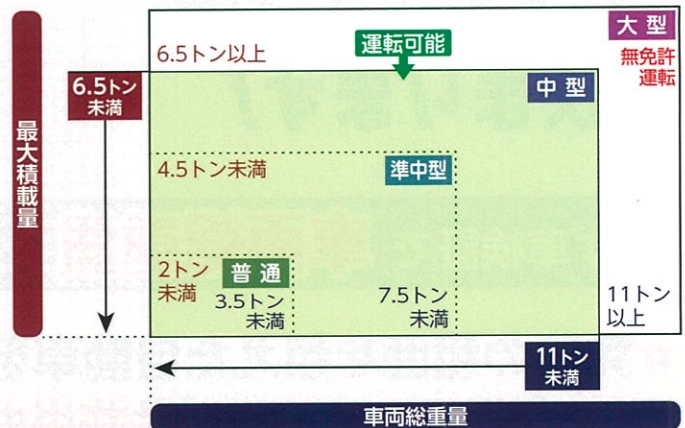 大型
無免許
運転
6.5トン以上
運転可能
6.5トン
未満
中型
最大積載量
4.5トン未満
準中型
2トン
未満
普通
3.5トン
未満
7.5トン
未満
11トン
以上
11トン
未満
車両総重量